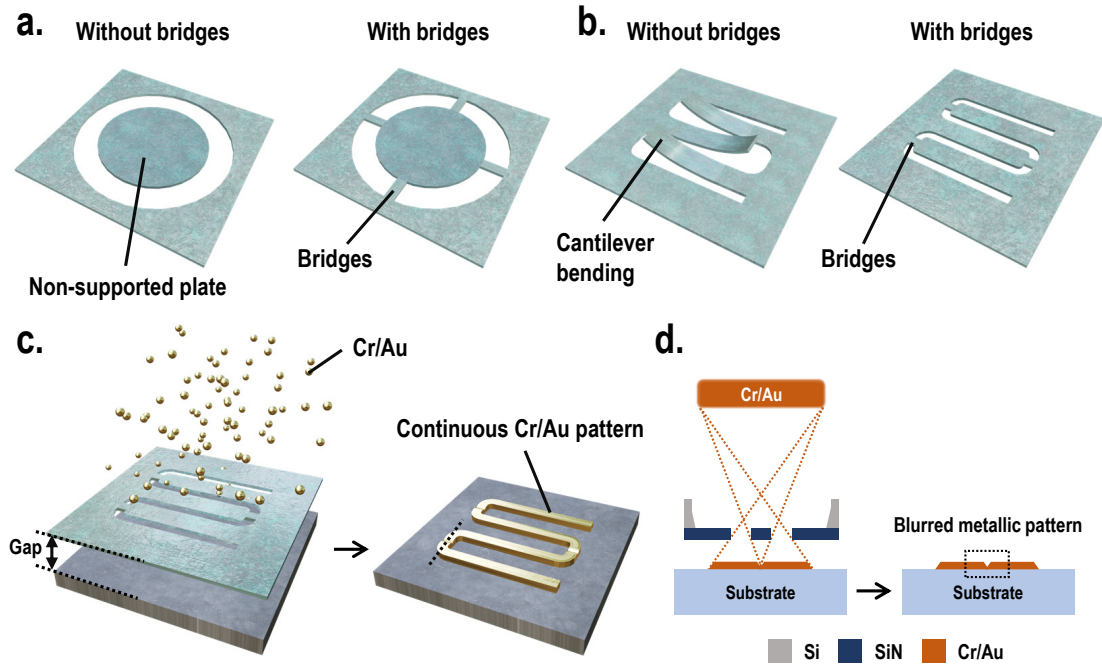 a.
Without bridges
With bridges
Non-supported plate
Bridges
b.
Without bridges
With bridges
Cantilever
bending
Bridges
c.
Cr/Au
Gap
Continuous Cr/Au pattern
d.
Cr/Au
Substrate
Blurred metallic pattern
Substrate
Si
SiN
Cr/Au